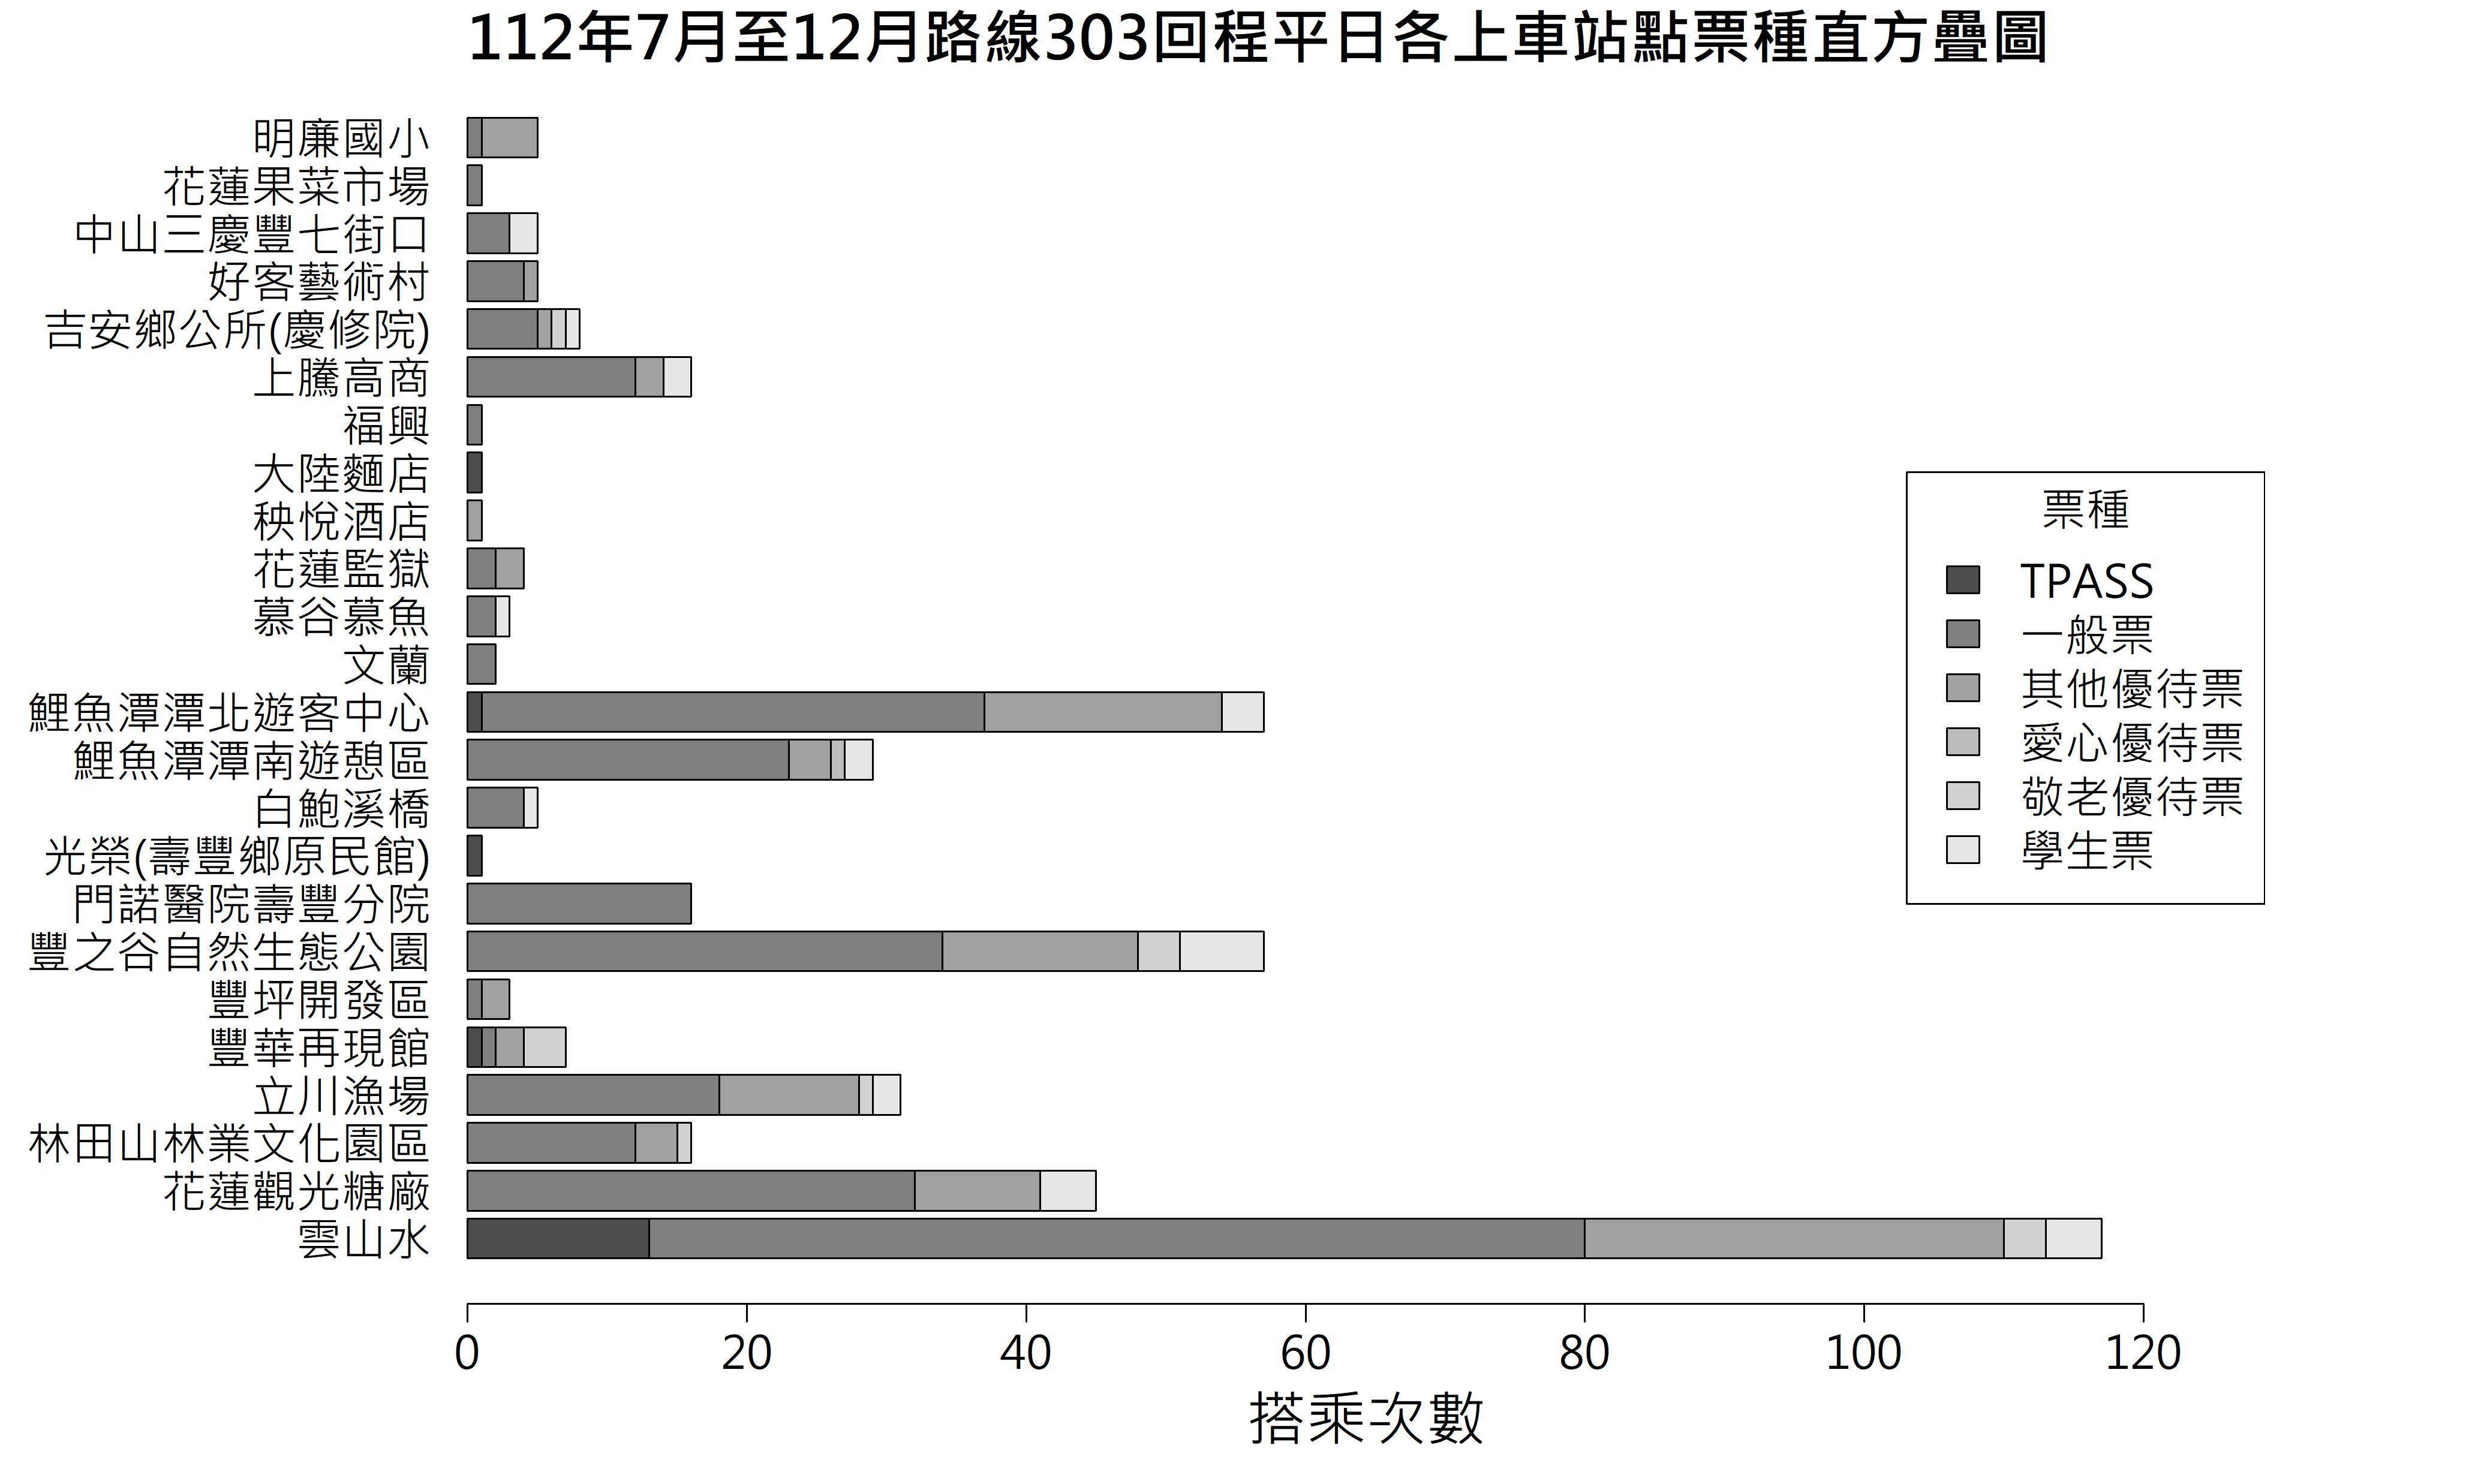 112年7月至12月路線303回程平日各上車站點票種直方疊圖
明廉國小
花蓮果菜市場
中山三慶豐七街口
好客藝術村
吉安鄉公所(慶修院)
上騰高商
福興
大陸麵店
秧悅酒店
花蓮監獄
慕谷慕魚
文蘭
鯉魚潭潭北遊客中心
鯉魚潭潭南遊憩區
白鮑溪橋
光榮(壽豐鄉原民館)
門諾醫院壽豐分院
豐之谷自然生態公園
豐坪開發區
豐華再現館
立川漁場
林田山林業文化園區
花蓮觀光糖廠
雲山水
票種
TPASS
一般票
其他優待票
愛心優待票
敬老優待票
學生票
0 20 40 60 80 100 120
搭乘次數